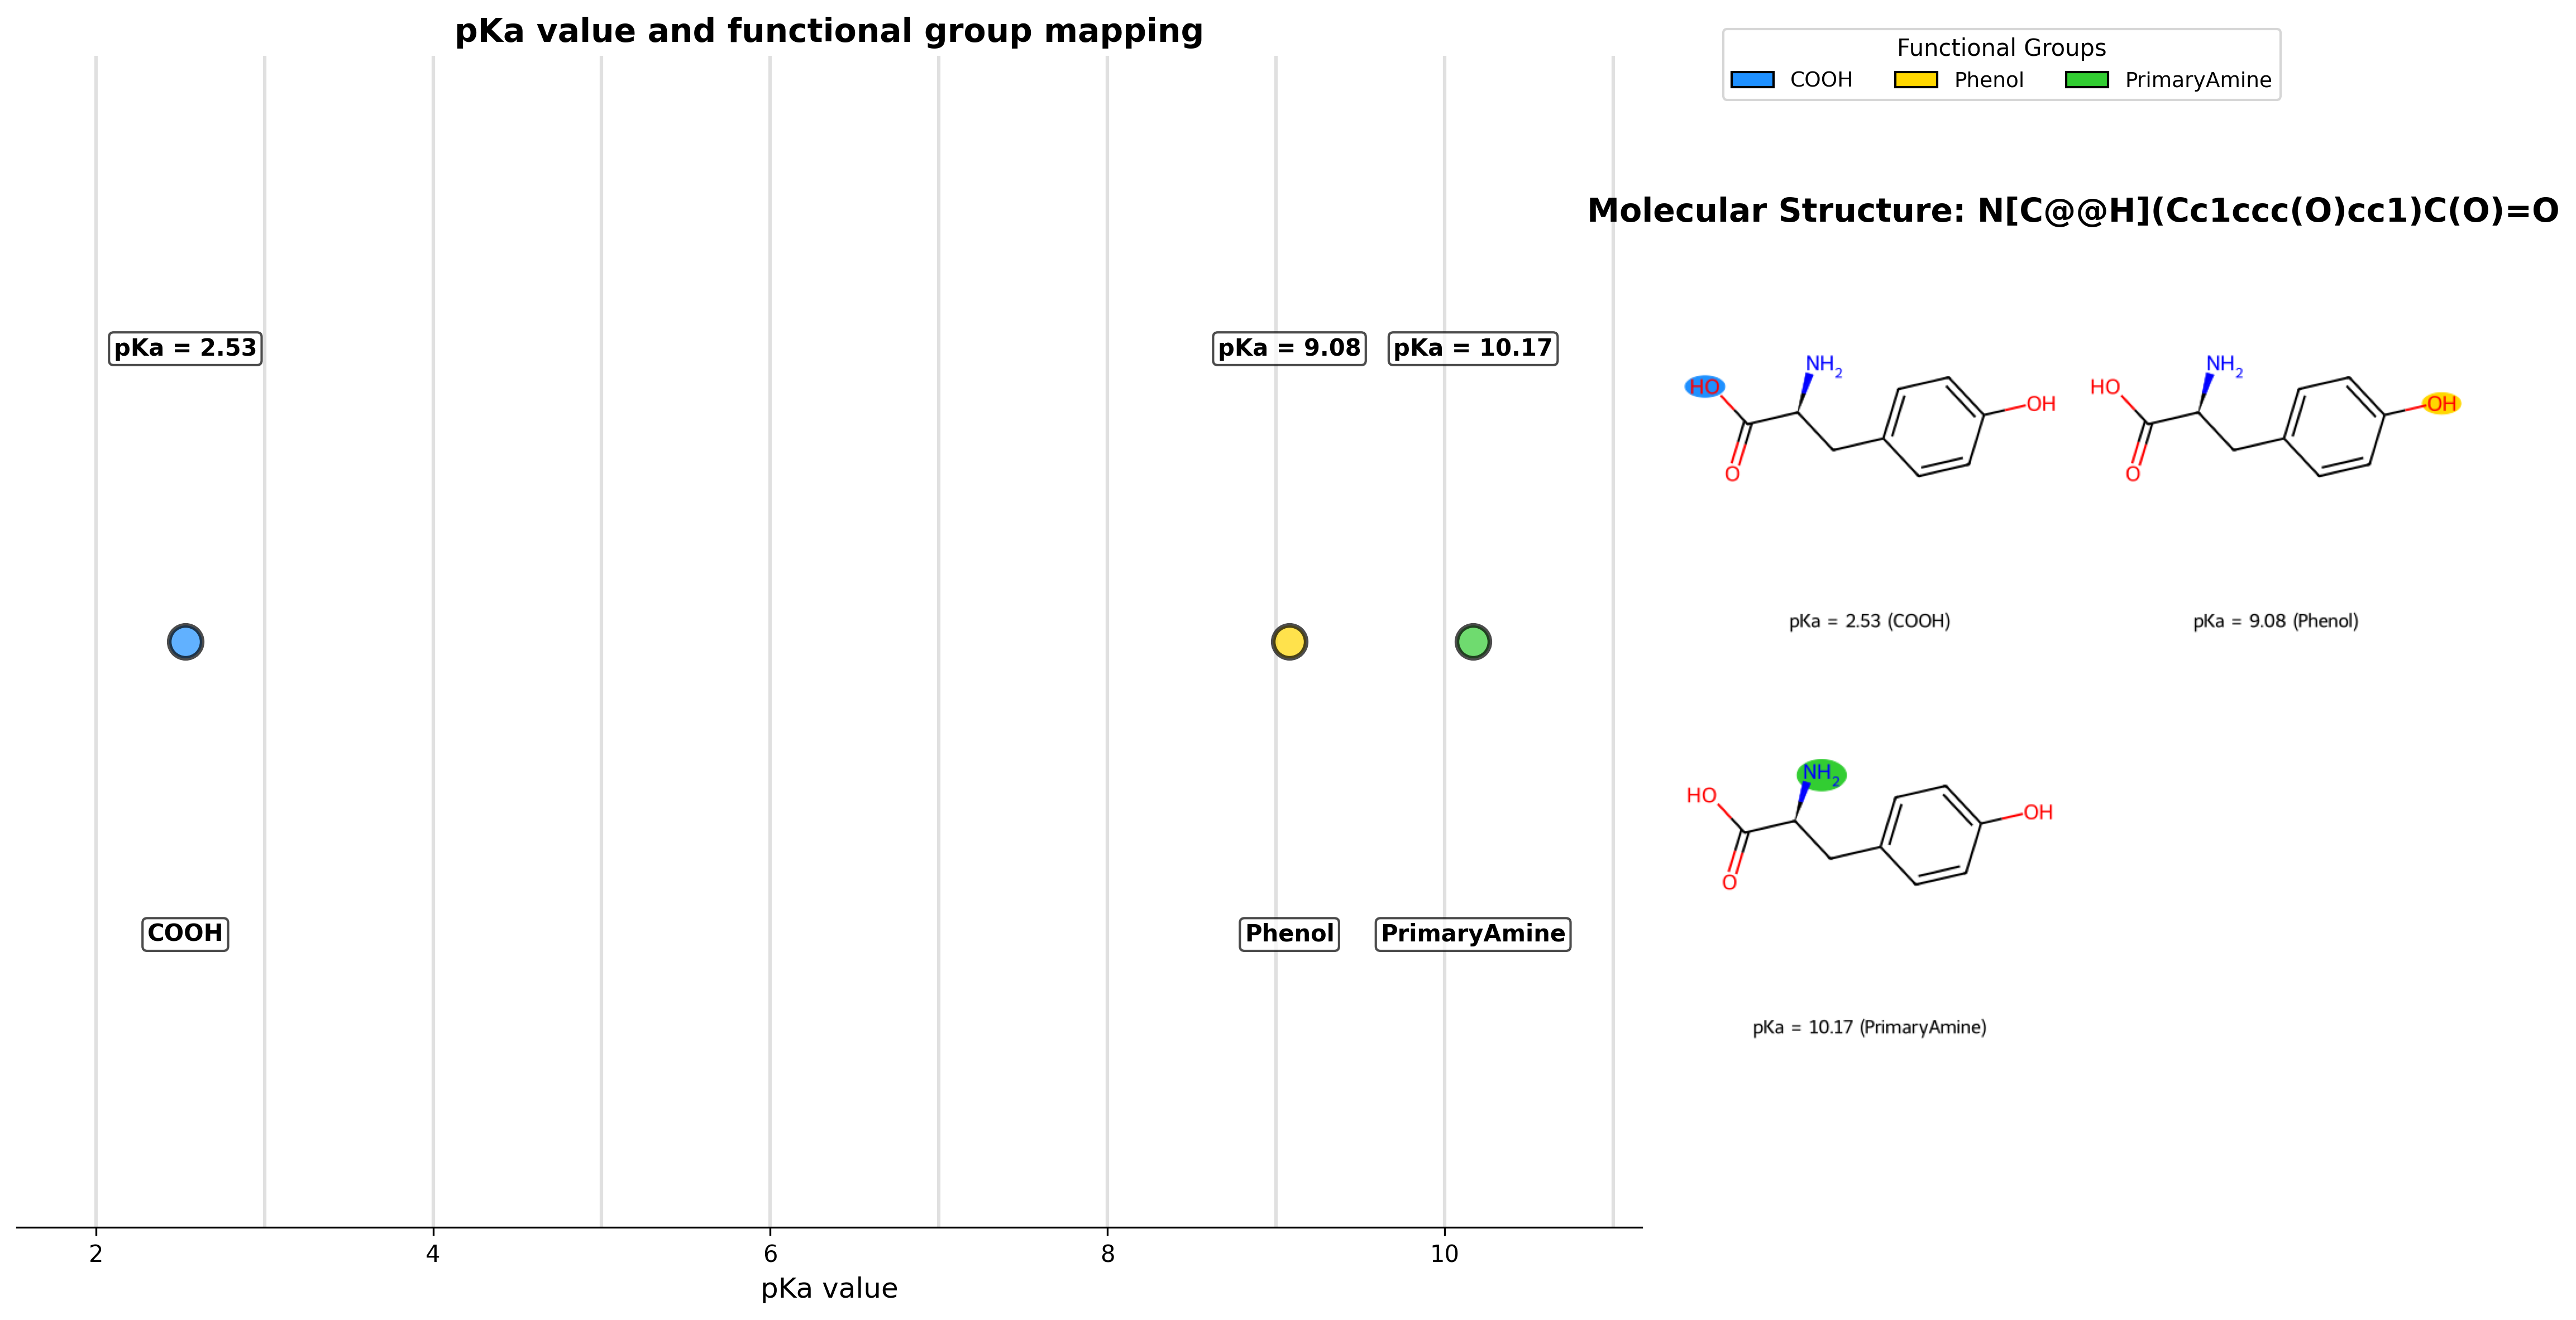 pKa value and functional group mapping
pKa = 2.53
pKa = 9.08
pKa = 10.17
COOH
Phenol
PrimaryAmine
2
4
6
8
10
pKa value
Functional Groups
COOH
Phenol
PrimaryAmine
Molecular Structure: N[C@@H](Cc1ccc(O)cc1)C(O)=O
HO
NH2
OH
O
pKa = 2.53 (COOH)
HO
NH2
OH
O
pKa = 9.08 (Phenol)
HO
NH2
OH
O
pKa = 10.17 (PrimaryAmine)